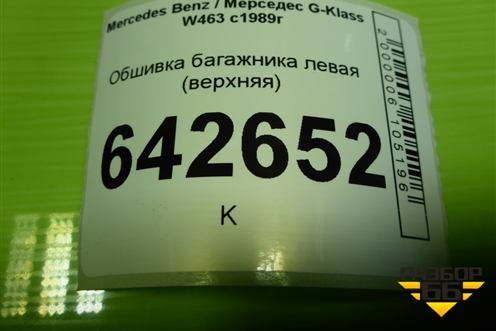 Mercedes Benz / Мерседес G-Klass
W463 с1989г
Обшивка багажника левая
(верхняя)
642652
К
2000006105196
РАЗБОР
66